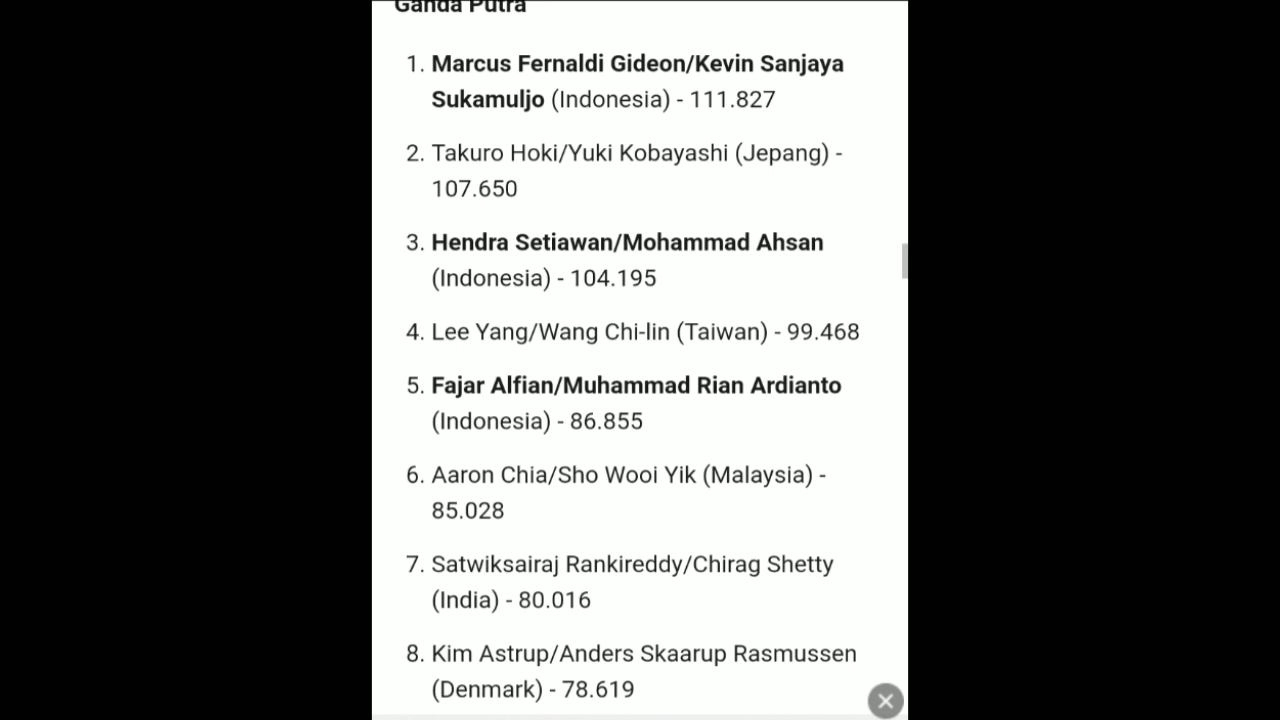 Ganda Putra
1. Marcus Fernaldi Gideon/Kevin Sanjaya
Sukamuljo (Indonesia) - 111.827
2. Takuro Hoki/Yuki Kobayashi (Jepang) -
107.650
3. Hendra Setiawan/Mohammad Ahsan
(Indonesia) - 104.195
4. Lee Yang/Wang Chi-lin (Taiwan) - 99.468
5. Fajar Alfian/Muhammad Rian Ardianto
(Indonesia) - 86.855
6. Aaron Chia/Sho Wooi Yik (Malaysia) -
85.028
7. Satwiksairaj Rankireddy/Chirag Shetty
(India) - 80.016
8. Kim Astrup/Anders Skaarup Rasmussen
(Denmark) - 78.619